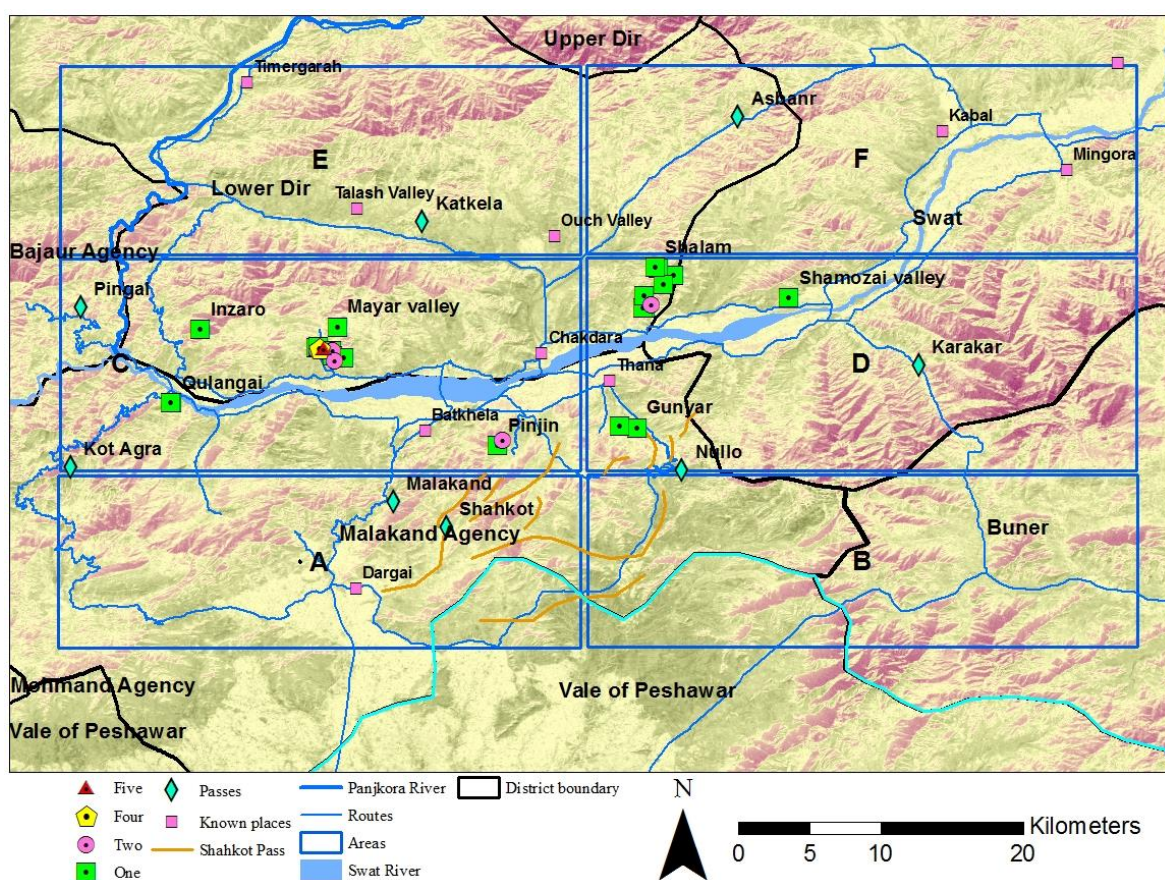 Upper Dir
Timergarah
Asbanr
Kabal
E
F
Mingora
Lower Dir
Talash Valley
Katkela
Swat
Ouch Valley
Bajaur Agency
Shalam
Pingal
Shamozai valley
Inzaro
Mayar valley
Chakdara
C
Thana
D
Karakar
Qulangai
Gunyar
Batkhela
Pinjin
Kot Agra
Nullo
Malakand
Shahkot
Malakand Agency
Buner
A
B
Dargai
Mohmand Agency
Vale of Peshawar
Vale of Peshawar
Five
Passes
Panjkora River
District boundary
N
Four
Known places
Routes
Two
Shahkot Pass
Areas
Kilometers
One
Swat River
0 5 10 20